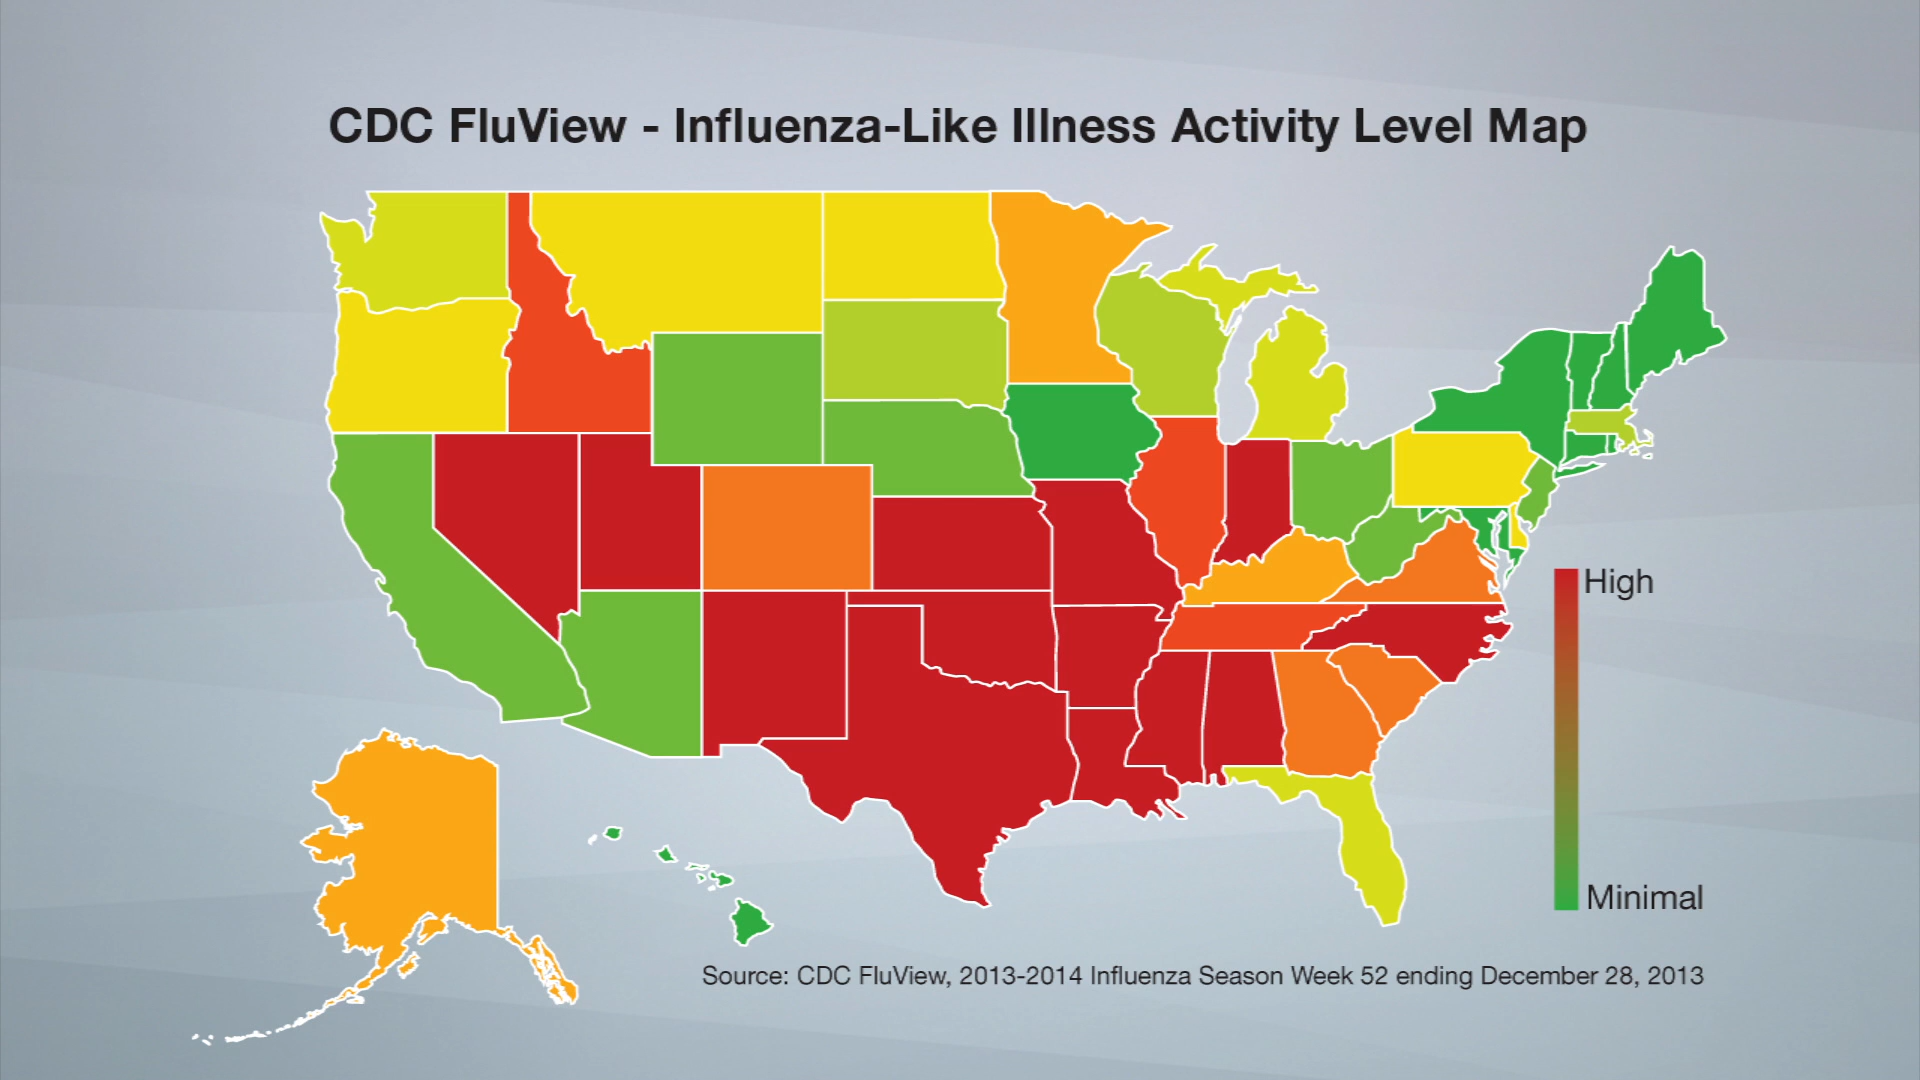 CDC FluView - Influenza-Like Illness Activity Level Map
High
Minimal
Source: CDC FluView, 2013-2014 Influenza Season Week 52 ending December 28, 2013